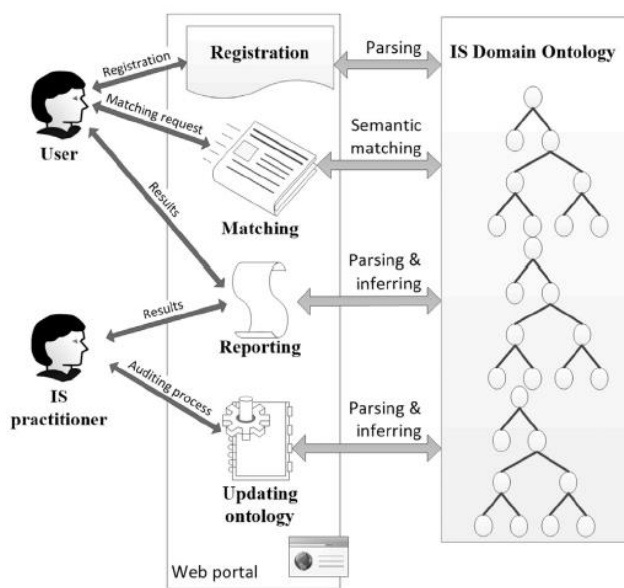 Registration
Registration
Parsing
IS Domain Ontology
Matching request
User
Semantic
matching
Results
Matching
Parsing &
inferring
Results
Reporting
IS
practitioner
Auditing process
Parsing &
inferring
Updating
ontology
Web portal